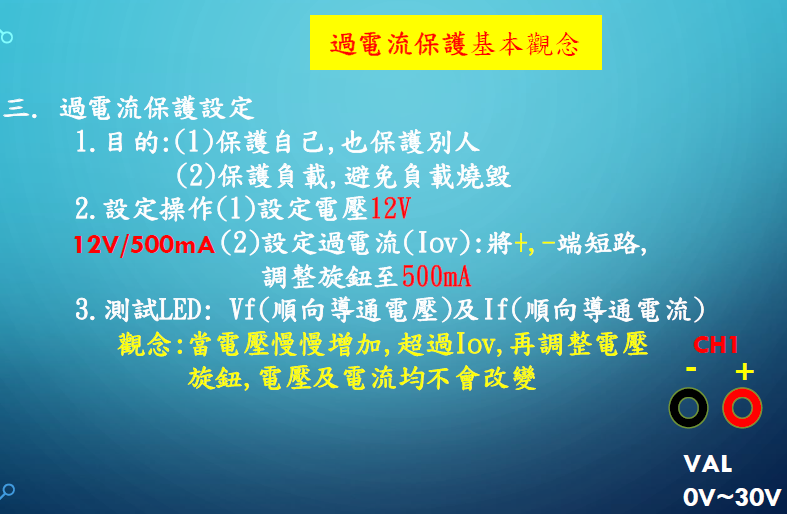 過電流保護基本觀念
三. 過電流保護設定
1.目的:(1)保護自己,也保護別人
(2)保護負載,避免負載燒毀
2.設定操作(1)設定電壓12V
12V/500mA(2)設定過電流(Iov):將+,-端短路,
調整旋鈕至500mA
3.測試LED: Vf(順向導通電壓)及If(順向導通電流)
觀念:當電壓慢慢增加,超過Iov,再調整電壓
旋鈕,電壓及電流均不會改變
CH1
- +
VAL
0V~30V